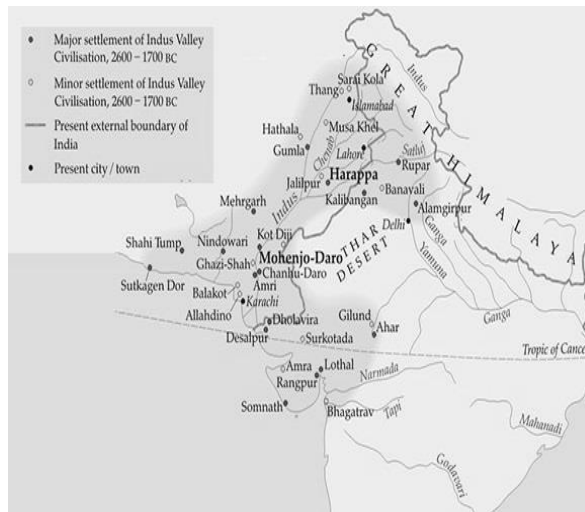 Major settlement of Indus Valley
Civilisation, 2600 – 1700 BC
Minor settlement of Indus Valley
Civilisation, 2600 – 1700 BC
Present external boundary of
India
Present city / town
GREAT HIMALAYA
Indus
Sarai Kola
Thang
Islamabad
Musa Khel
Hathala
Gumla
Chenab
Lahore
Satluj
Rupar
Jalilpur
Harappa
Banavali
Kalibangan
Alamgirpur
Mehrgarh
Indus
Delhi
Ganga
Kot Diji
THAR
DESERT
Yamuna
Shahi Tump
Nindowari
Mohenjo-Daro
Ghazi-Shah
Chanhu-Daro
Sutkagen Dor
Amri
Balakot
Karachi
Allahdino
Dholavira
Gilund
Ahar
Ganga
Desalpur
Surkotada
Tropic of Cance
Amra
Lothal
Rangpur
Narmada
Somnath
Bhagatrav
Tapi
Mahanadi
Godavari